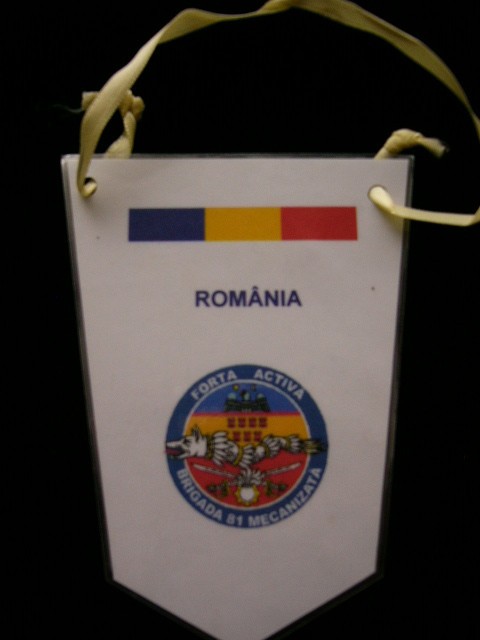 ROMÂNIA
FORTA ACTIVA
BRIGADA 81 MECANIZATA